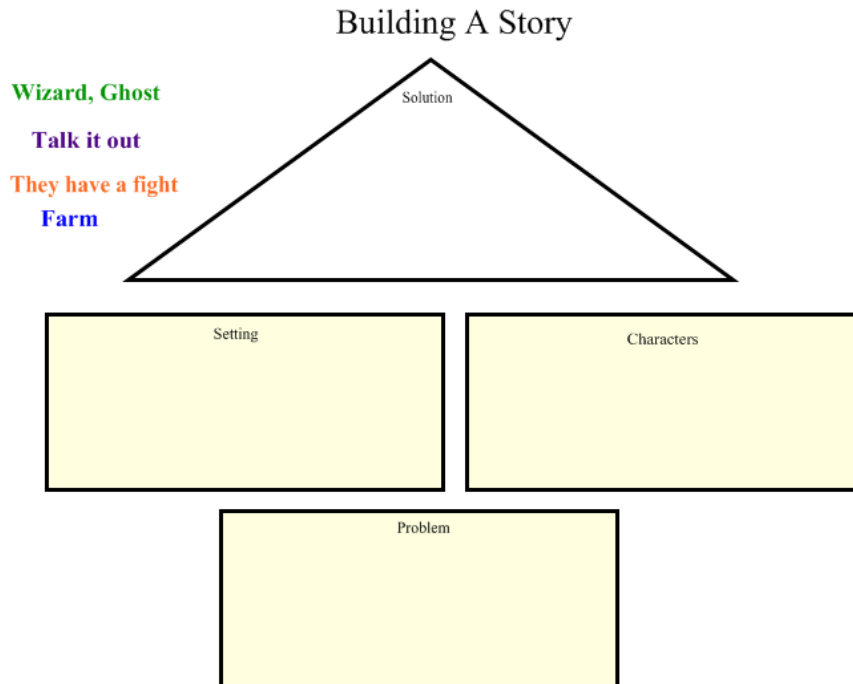 Building A Story
Solution
Wizard, Ghost
Talk it out
They have a fight
Farm
Setting
Characters
Problem